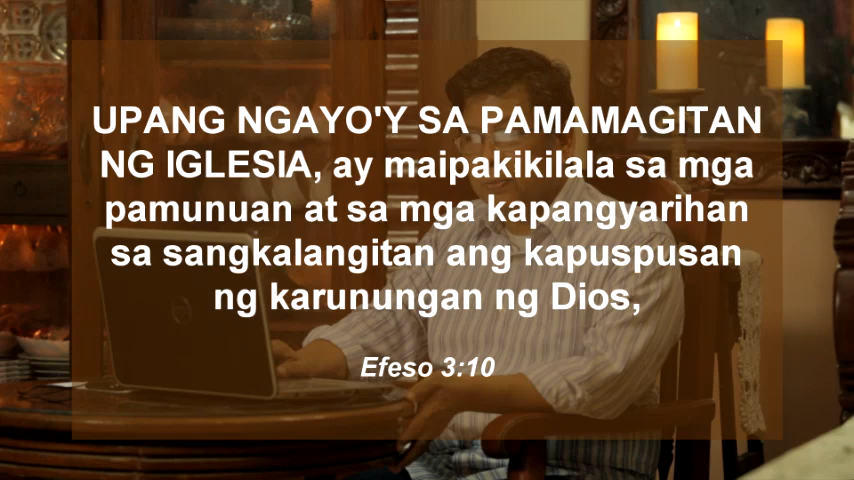 UPANG NGAYO'Y SA PAMAMAGITAN
NG IGLESIA, ay maipakikilala sa mga
pamunuan at sa mga kapangyarihan
sa sangkalangitan ang kapuspusan
ng karunungan ng Dios,
Efeso 3:10